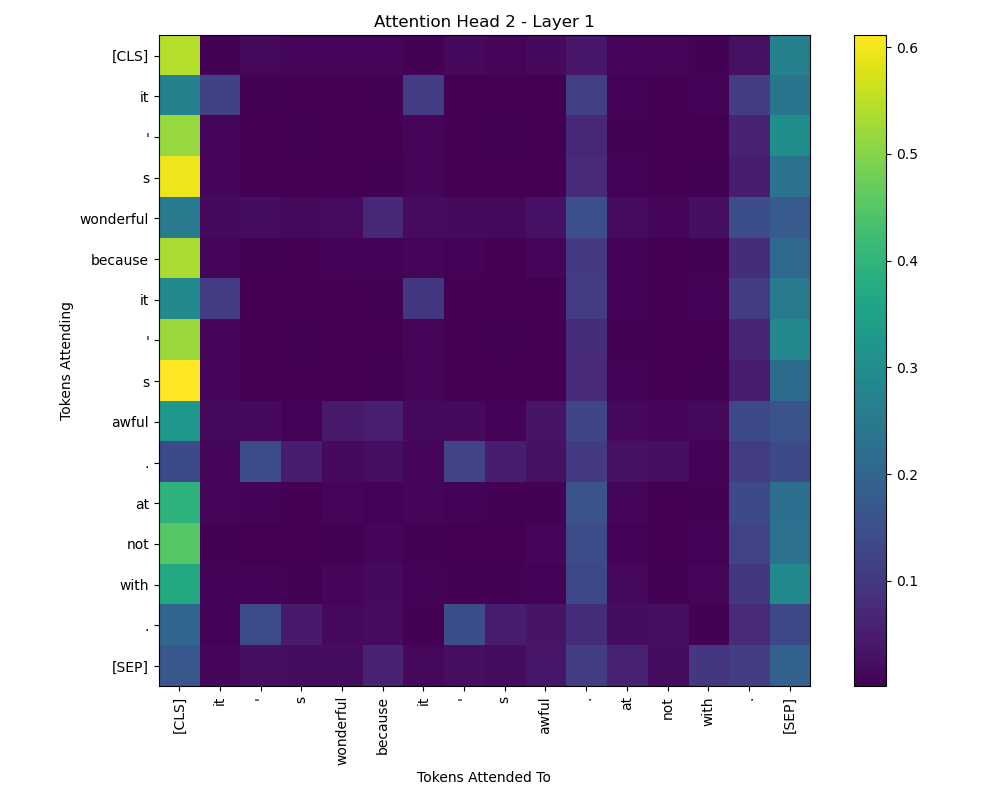 Attention Head 2 - Layer 1
Tokens Attending
[CLS]
it
'
s
wonderful
because
it
'
s
awful
.
at
not
with
.
[SEP]
[CLS] it ' s wonderful because it ' s awful . at not with . [SEP]
Tokens Attended To
0.6
0.5
0.4
0.3
0.2
0.1